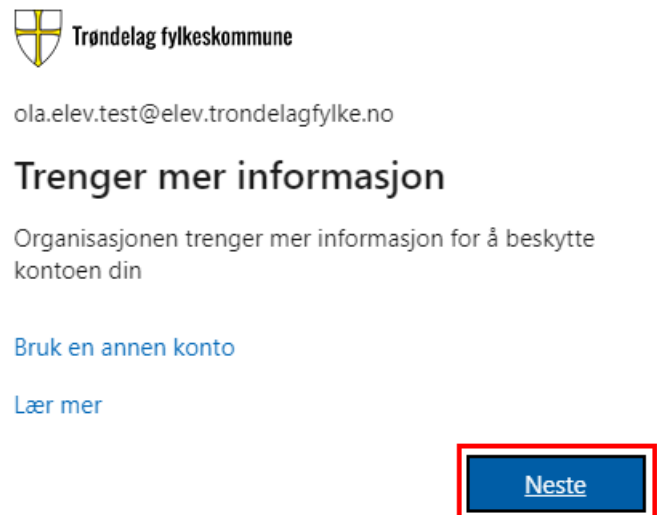 Trøndelag fylkeskommune
ola.elev.test@elev.trondelagfylke.no
Trenger mer informasjon
Organisasjonen trenger mer informasjon for å beskytte
kontoen din
Bruk en annen konto
Lær mer
Neste